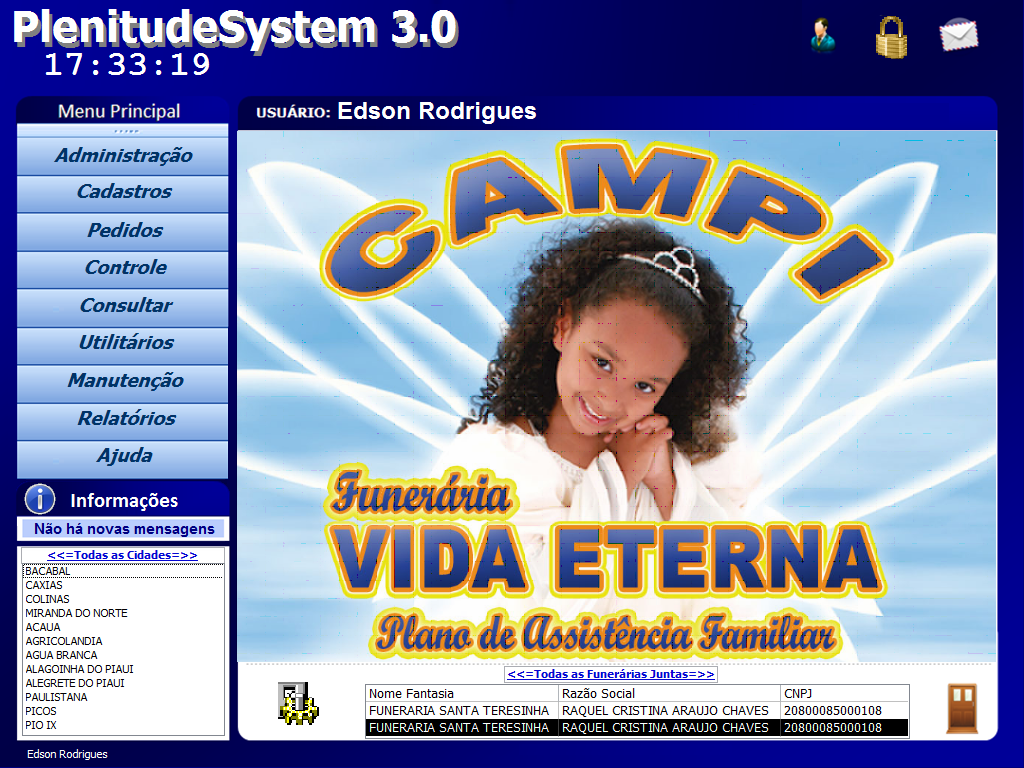 PlenitudeSystem 3.0
17:33:19
Menu Principal
Administração
Cadastros
Pedidos
Controle
Consultar
Utilitários
Manutenção
Relatórios
Ajuda
Informações
Não há novas mensagens
<<=Todas as Cidades=>>
BACABAL
CAXIAS
COLINAS
MIRANDA DO NORTE
ACAUA
AGRICOLANDIA
AGUA BRANCA
ALAGOINHA DO PIAUI
ALEGRETE DO PIAUI
PAULISTANA
PICOS
PIO IX
Edson Rodrigues
USUÁRIO: Edson Rodrigues
CAMPI
Funerária
VIDA ETERNA
Plano de Assistência Familiar
<<=Todas as Funerárias Juntas=>>
Nome Fantasia Razão Social CNPJ
FUNERARIA SANTA TERESINHA RAQUEL CRISTINA ARAUJO CHAVES 20800085000108
FUNERARIA SANTA TERESINHA RAQUEL CRISTINA ARAUJO CHAVES 20800085000108